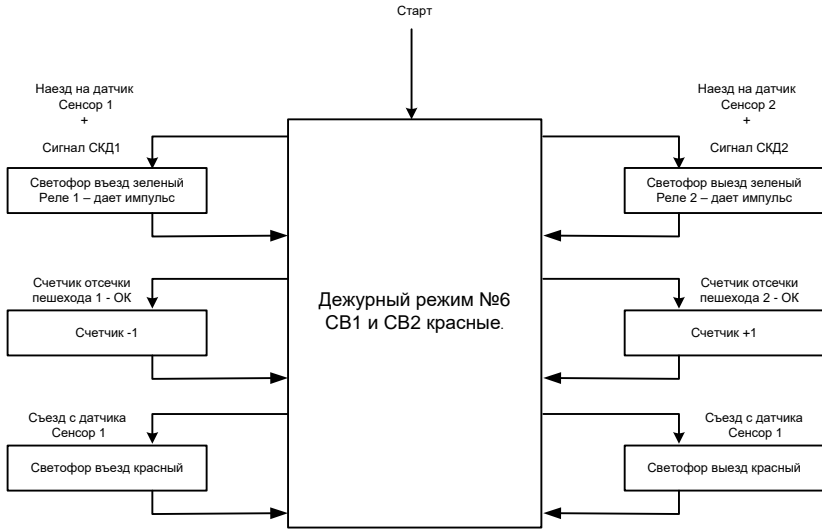 Старт
Наезд на датчик
Сенсор 1
+
Сигнал СКД1
Светофор въезд зеленый
Реле 1 – дает импульс
Счетчик отсечки
пешехода 1 - ОК
Счетчик -1
Съезд с датчика
Сенсор 1
Светофор въезд красный
Дежурный режим №6
СВ1 и СВ2 красные.
Наезд на датчик
Сенсор 2
+
Сигнал СКД2
Светофор выезд зеленый
Реле 2 – дает импульс
Счетчик отсечки
пешехода 2 - ОК
Счетчик +1
Съезд с датчика
Сенсор 1
Светофор выезд красный